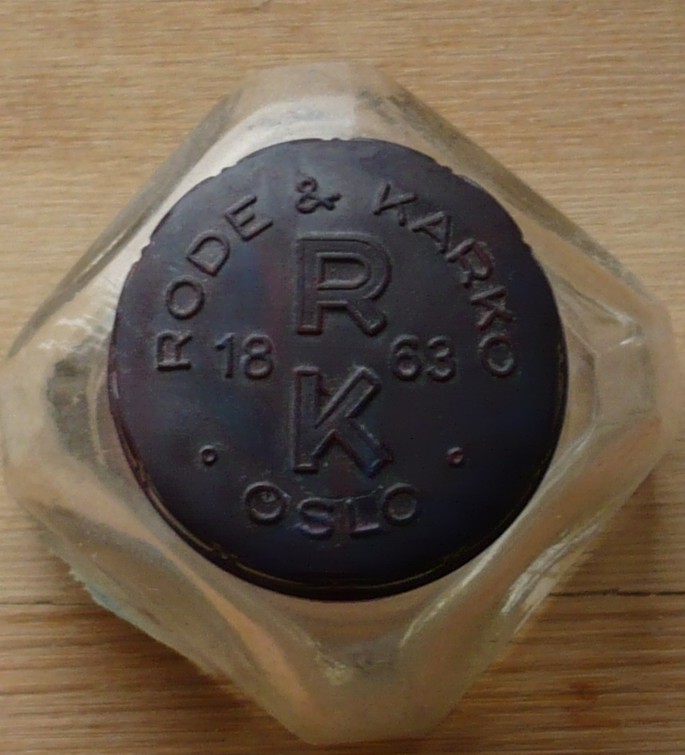 RODE & KARKO
R
18 63
K
OSLO